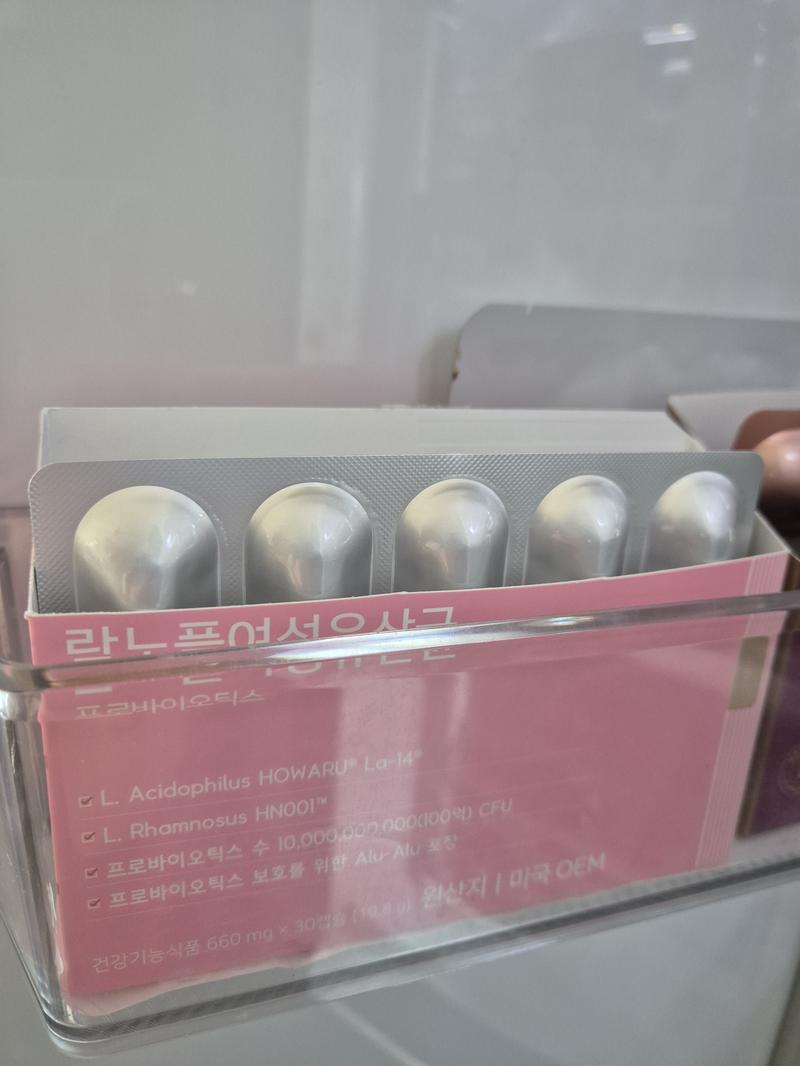 랑노플여성유산균
프로바이오틱스
L. Acidophilus HOWARU® La-14®
L. Rhamnosus HN001™
프로바이오틱스 수 10,000,000,000(100억) CFU
프로바이오틱스 보호를 위한 Alu-Alu 포장
원산지 | 미국 OEM
건강기능식품 660 mg × 30캡슐 (19.8 g)